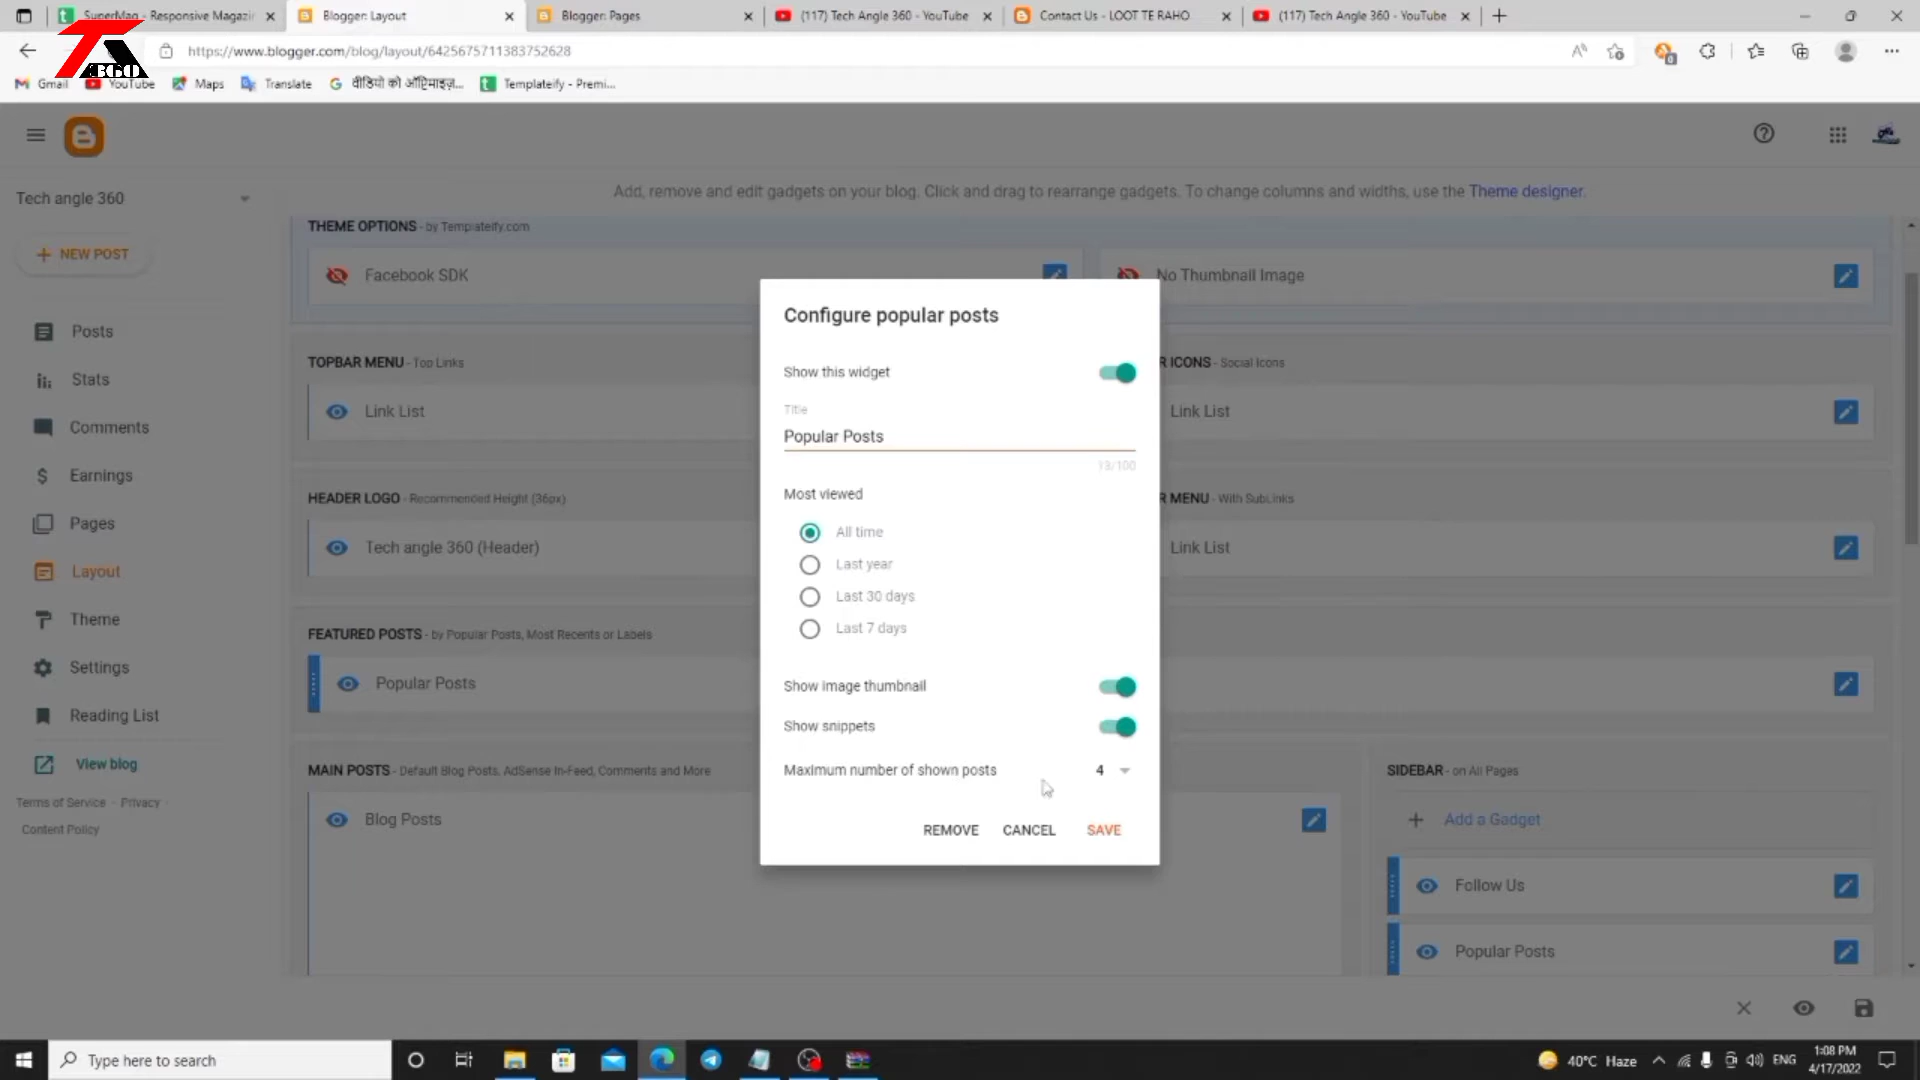 SuperMag - Responsive Magazin
Blogger: Layout
Blogger: Pages
(117) Tech Angle 360 - YouTube
Contact Us - LOOT TE RAHO
(117) Tech Angle 360 - YouTube
https://www.blogger.com/blog/layout/6425675711383752628
TA
360
Gmail
YouTube
Maps
Translate
वीडियो को ऑप्टिमाइज़...
Templateify - Premi...
Tech angle 360
Add, remove and edit gadgets on your blog. Click and drag to rearrange gadgets. To change columns and widths, use the Theme designer.
NEW POST
Posts
Stats
Comments
Earnings
Pages
Layout
Theme
Settings
Reading List
View blog
Terms of Service · Privacy ·
Content Policy
THEME OPTIONS - by Templateify.com
Facebook SDK
No Thumbnail Image
TOPBAR MENU - Top Links
R ICONS - Social Icons
Link List
Link List
HEADER LOGO - Recommended Height (36px)
R MENU - With SubLinks
Tech angle 360 (Header)
Link List
FEATURED POSTS - by Popular Posts, Most Recents or Labels
Popular Posts
MAIN POSTS - Default Blog Posts, AdSense In-Feed, Comments and More
SIDEBAR - on All Pages
Blog Posts
Add a Gadget
Follow Us
Popular Posts
Configure popular posts
Show this widget
Title
Popular Posts
13/100
Most viewed
All time
Last year
Last 30 days
Last 7 days
Show image thumbnail
Show snippets
Maximum number of shown posts 4
REMOVE CANCEL SAVE
Type here to search
40°C Haze
ENG
1:08 PM
4/17/2022